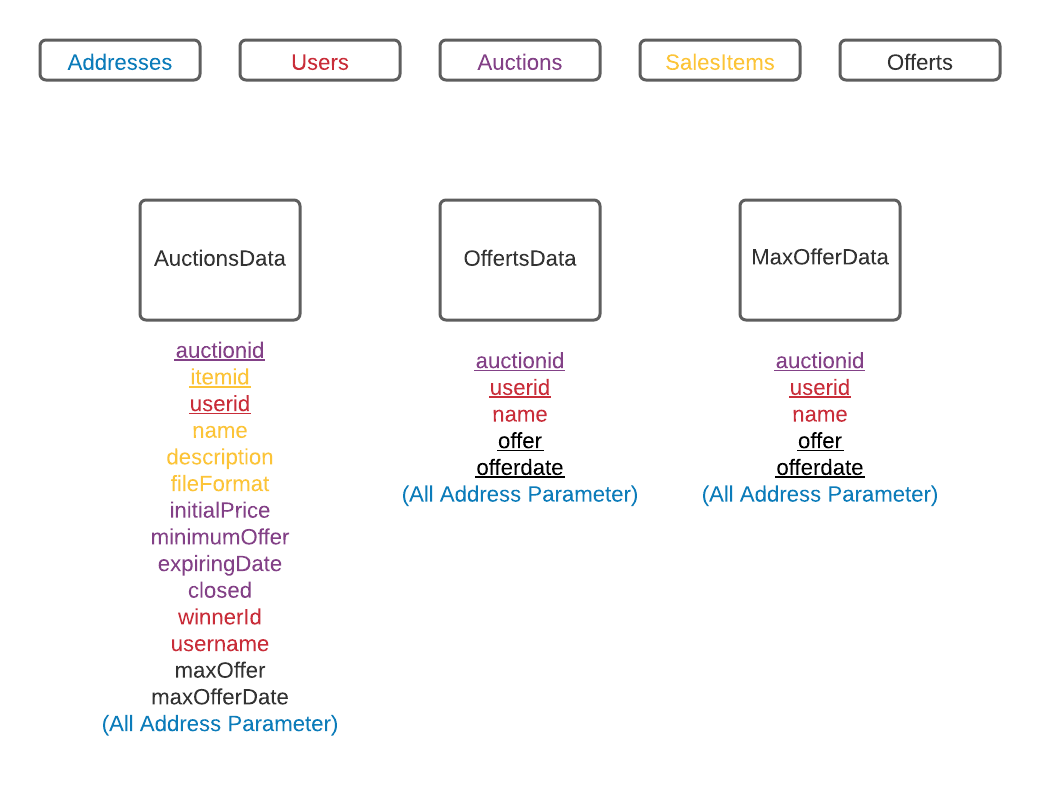 Addresses
Users
Auctions
SalesItems
Offerts
AuctionsData
OffertsData
MaxOfferData
auctionid
itemid
userid
name
description
fileFormat
initialPrice
minimumOffer
expiringDate
closed
winnerId
username
maxOffer
maxOfferDate
(All Address Parameter)
auctionid
userid
name
offer
offerdate
(All Address Parameter)
auctionid
userid
name
offer
offerdate
(All Address Parameter)